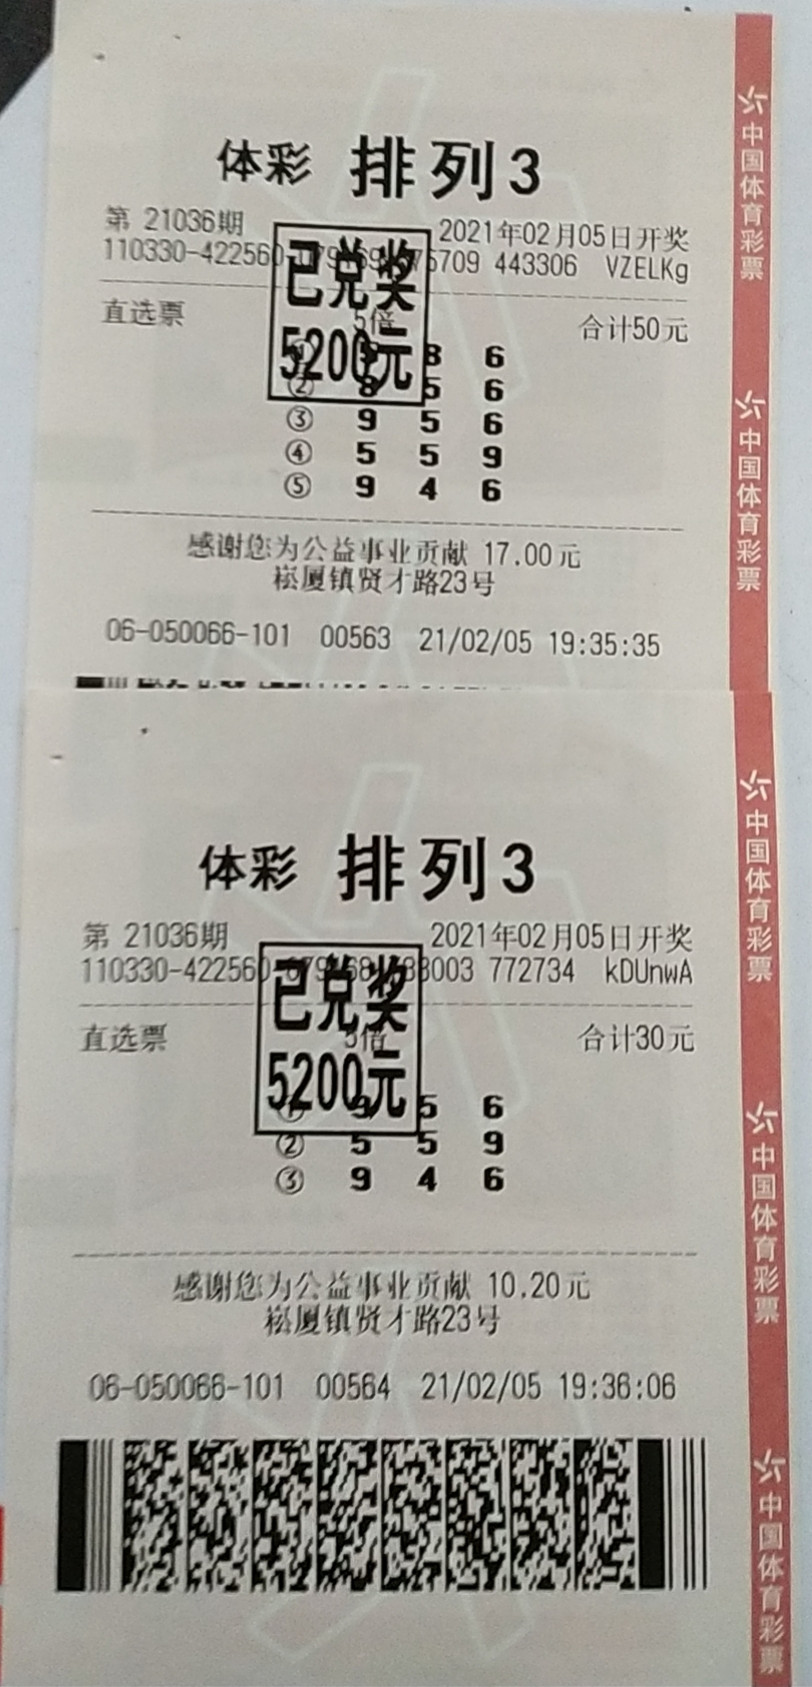 体彩 排列3
第 21036期 2021年02月05日开奖
110330-422560 5709 443306 VZELKg
已兑奖
直选票 5倍 合计50元
5200元
① 8 6
② 8 5 6
③ 9 5 6
④ 5 5 9
⑤ 9 4 6
感谢您为公益事业贡献 17.00元
崧厦镇贤才路23号
06-050066-101 00563 21/02/05 19:35:35
中国体育彩票
中国体育彩票
体彩 排列3
第 21036期 2021年02月05日开奖
110330-422560 3003 772734 kDUnwA
已兑奖
直选票 5倍 合计30元
5200元
① 9 5 6
② 5 5 9
③ 9 4 6
感谢您为公益事业贡献 10.20元
崧厦镇贤才路23号
06-050066-101 00564 21/02/05 19:36:06
中国体育彩票
中国体育彩票
中国体育彩票